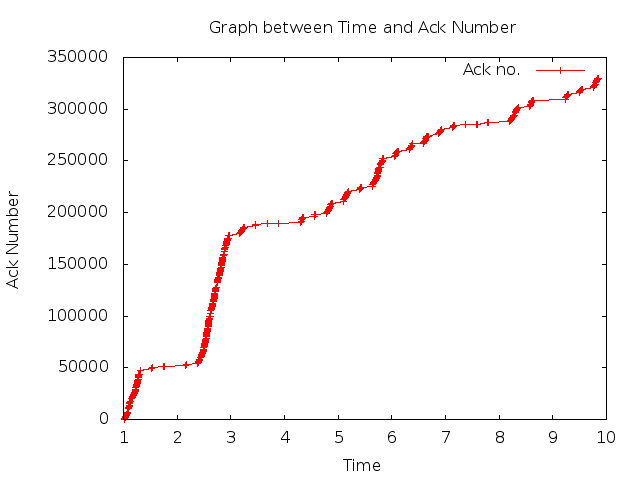 Graph between Time and Ack Number
Ack no.
350000
300000
250000
200000
150000
100000
50000
0
Ack Number
1 2 3 4 5 6 7 8 9 10
Time